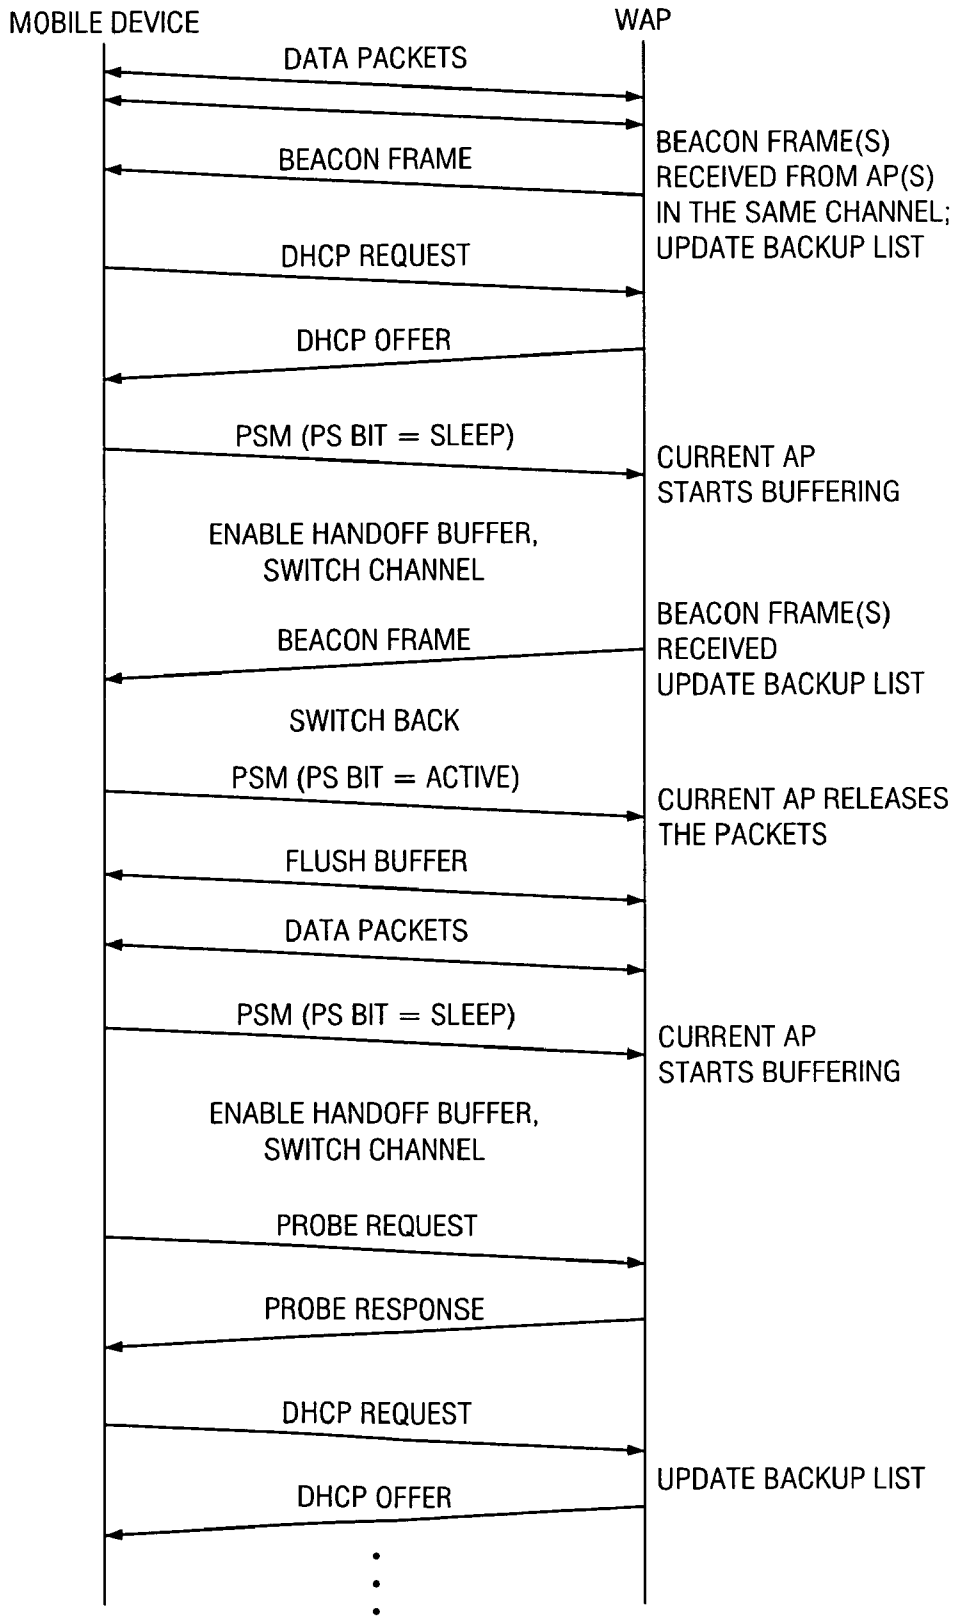 MOBILE DEVICE
WAP
DATA PACKETS
BEACON FRAME
BEACON FRAME(S)
RECEIVED FROM AP(S)
IN THE SAME CHANNEL;
UPDATE BACKUP LIST
DHCP REQUEST
DHCP OFFER
PSM (PS BIT = SLEEP)
CURRENT AP
STARTS BUFFERING
ENABLE HANDOFF BUFFER,
SWITCH CHANNEL
BEACON FRAME
BEACON FRAME(S)
RECEIVED
UPDATE BACKUP LIST
SWITCH BACK
PSM (PS BIT = ACTIVE)
CURRENT AP RELEASES
THE PACKETS
FLUSH BUFFER
DATA PACKETS
PSM (PS BIT = SLEEP)
CURRENT AP
STARTS BUFFERING
ENABLE HANDOFF BUFFER,
SWITCH CHANNEL
PROBE REQUEST
PROBE RESPONSE
DHCP REQUEST
UPDATE BACKUP LIST
DHCP OFFER